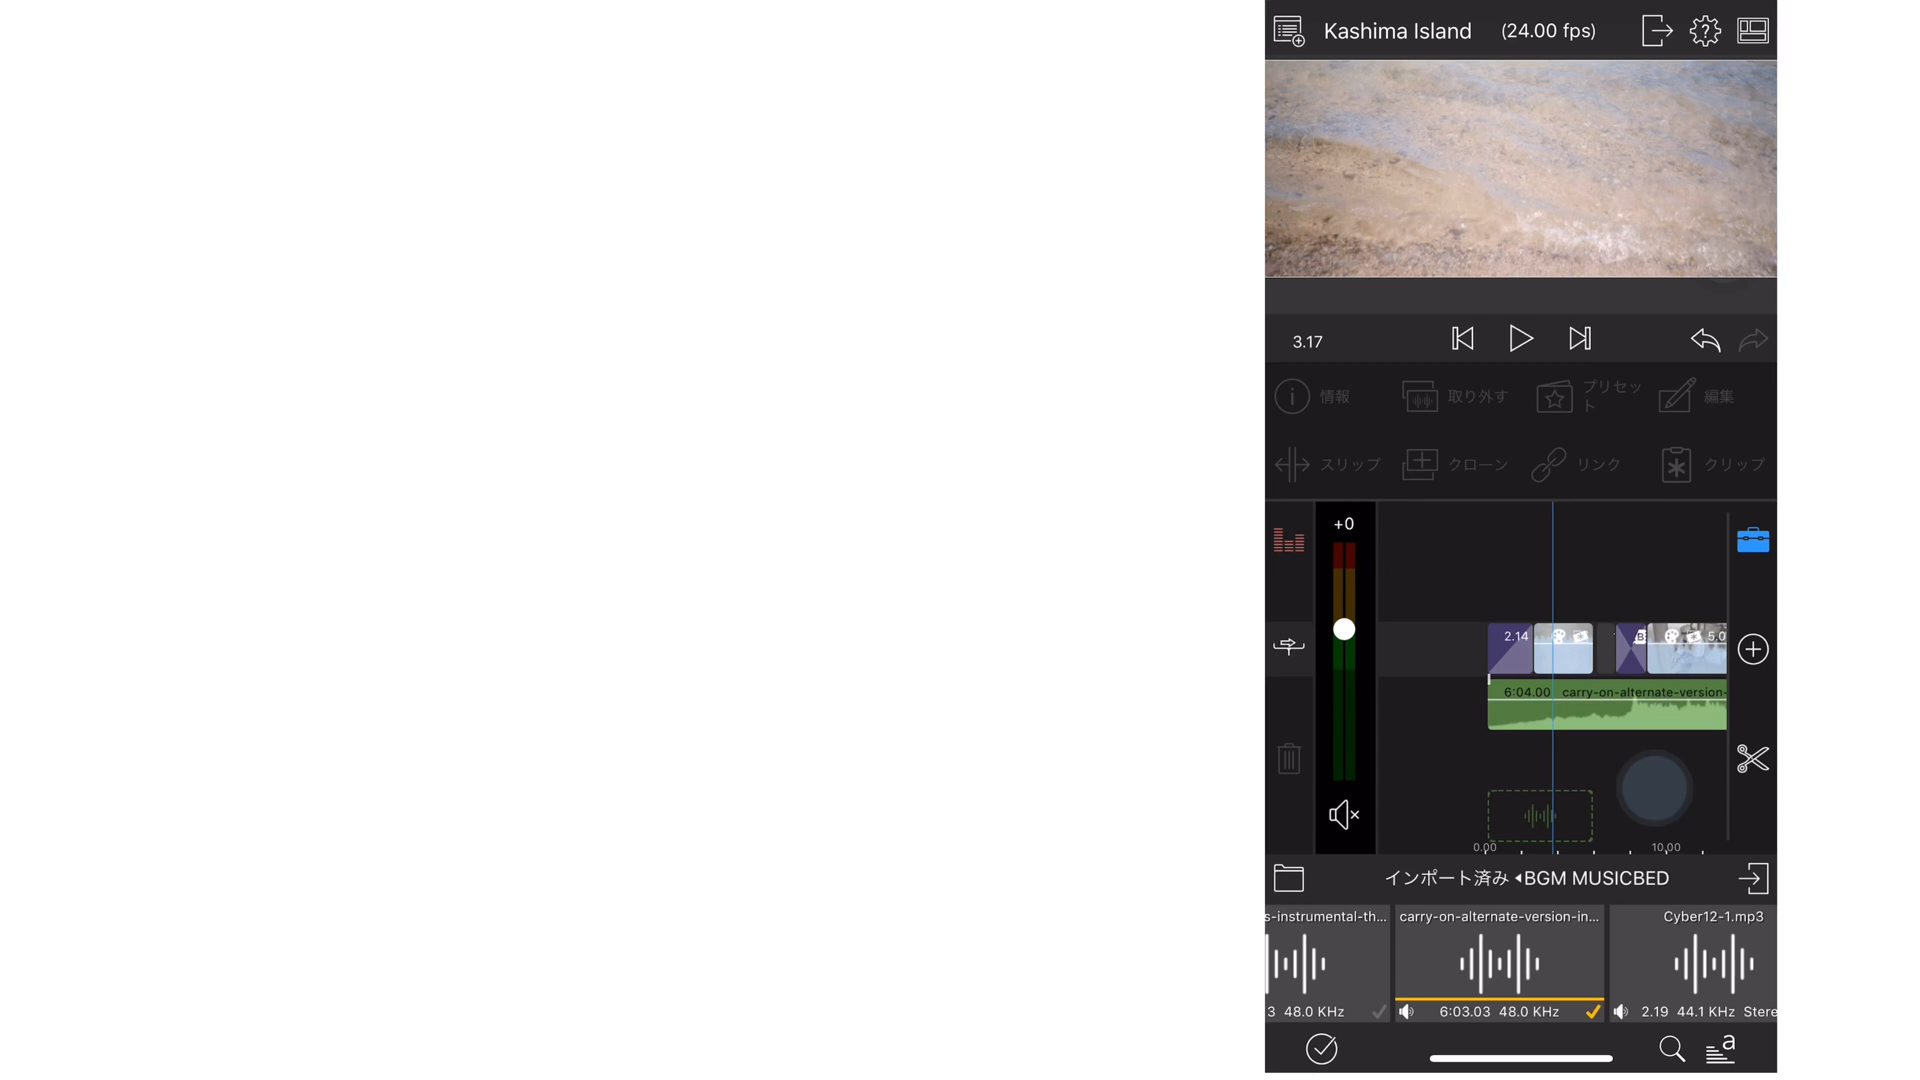 Kashima Island (24.00 fps)
3.17
情報 取り外す プリセット 編集
スリップ クローン リンク クリップ
+0
2.14 5.0
6:04.00 carry-on-alternate-version-
0.00 10.00
インポート済み ◂BGM MUSICBED
s-instrumental-th... carry-on-alternate-version-in... Cyber12-1.mp3
3 48.0 KHz 6:03.03 48.0 KHz 2.19 44.1 KHz Stere
a